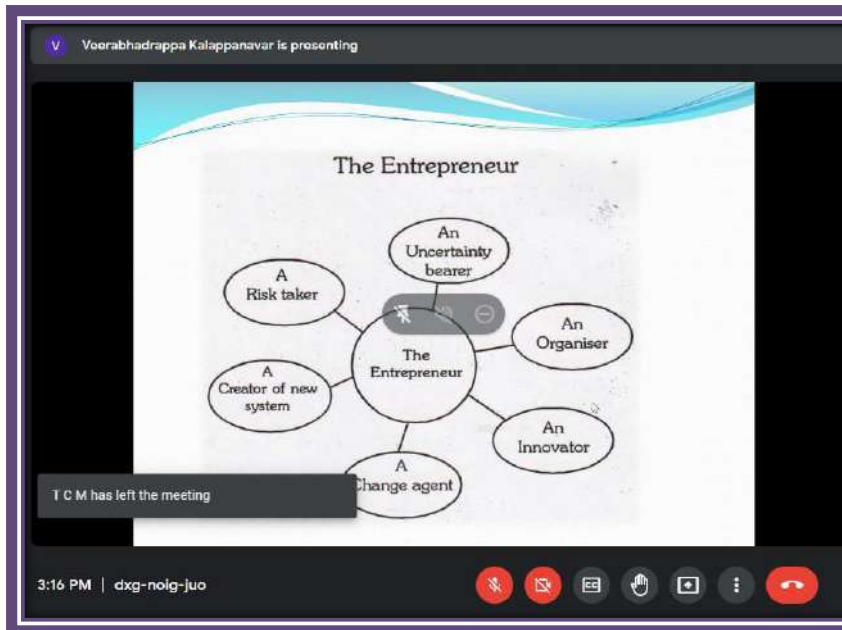 V
Veerabhadrappa Kalappanavar is presenting
The Entrepreneur
An
Uncertainty
bearer
A
Risk taker
An
Organiser
The
Entrepreneur
A
Creator of new
system
An
Innovator
A
Change agent
T C M has left the meeting
3:16 PM | dxg-noig-juo
CC